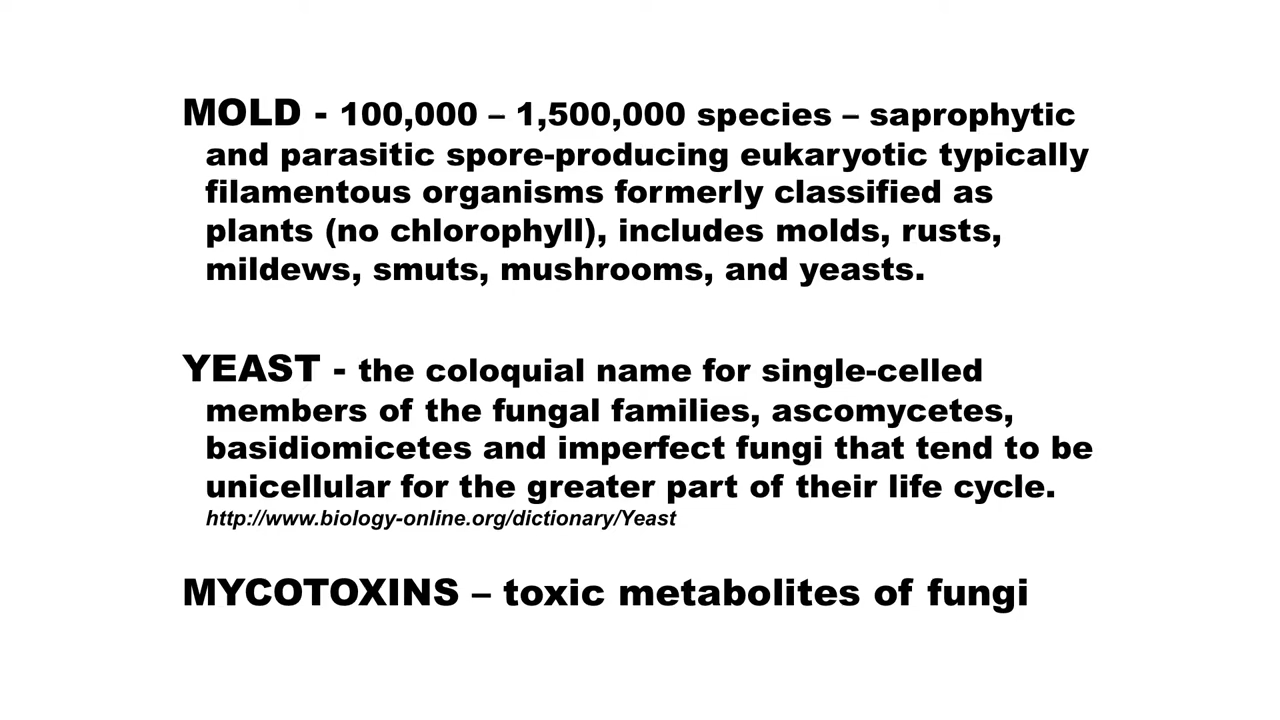 MOLD - 100,000 – 1,500,000 species – saprophytic
and parasitic spore-producing eukaryotic typically
filamentous organisms formerly classified as
plants (no chlorophyll), includes molds, rusts,
mildews, smuts, mushrooms, and yeasts.
YEAST - the coloquial name for single-celled
members of the fungal families, ascomycetes,
basidiomicetes and imperfect fungi that tend to be
unicellular for the greater part of their life cycle.
http://www.biology-online.org/dictionary/Yeast
MYCOTOXINS – toxic metabolites of fungi